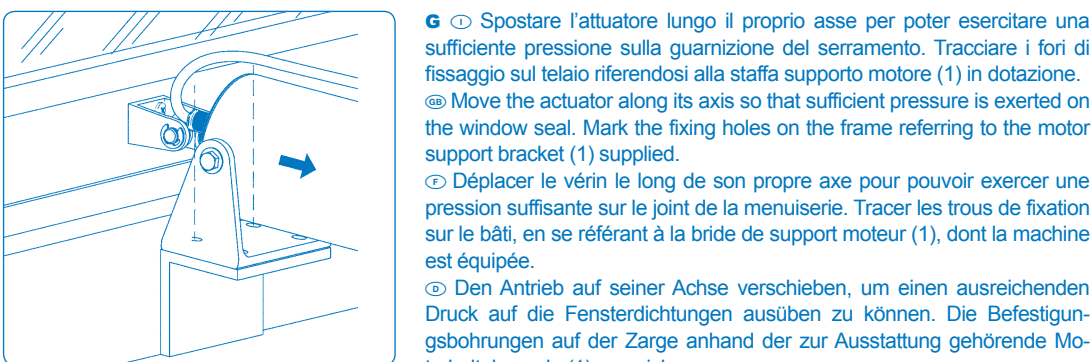 G I Spostare l'attuatore lungo il proprio asse per poter esercitare una
sufficiente pressione sulla guarnizione del serramento. Tracciare i fori di
fissaggio sul telaio riferendosi alla staffa supporto motore (1) in dotazione.
GB Move the actuator along its axis so that sufficient pressure is exerted on
the window seal. Mark the fixing holes on the frame referring to the motor
support bracket (1) supplied.
F Déplacer le vérin le long de son propre axe pour pouvoir exercer une
pression suffisante sur le joint de la menuiserie. Tracer les trous de fixation
sur le bâti, en se référant à la bride de support moteur (1), dont la machine
est équipée.
D Den Antrieb auf seiner Achse verschieben, um einen ausreichenden
Druck auf die Fensterdichtungen ausüben zu können. Die Befestigun-
gsbohrungen auf der Zarge anhand der zur Ausstattung gehörende Mo-